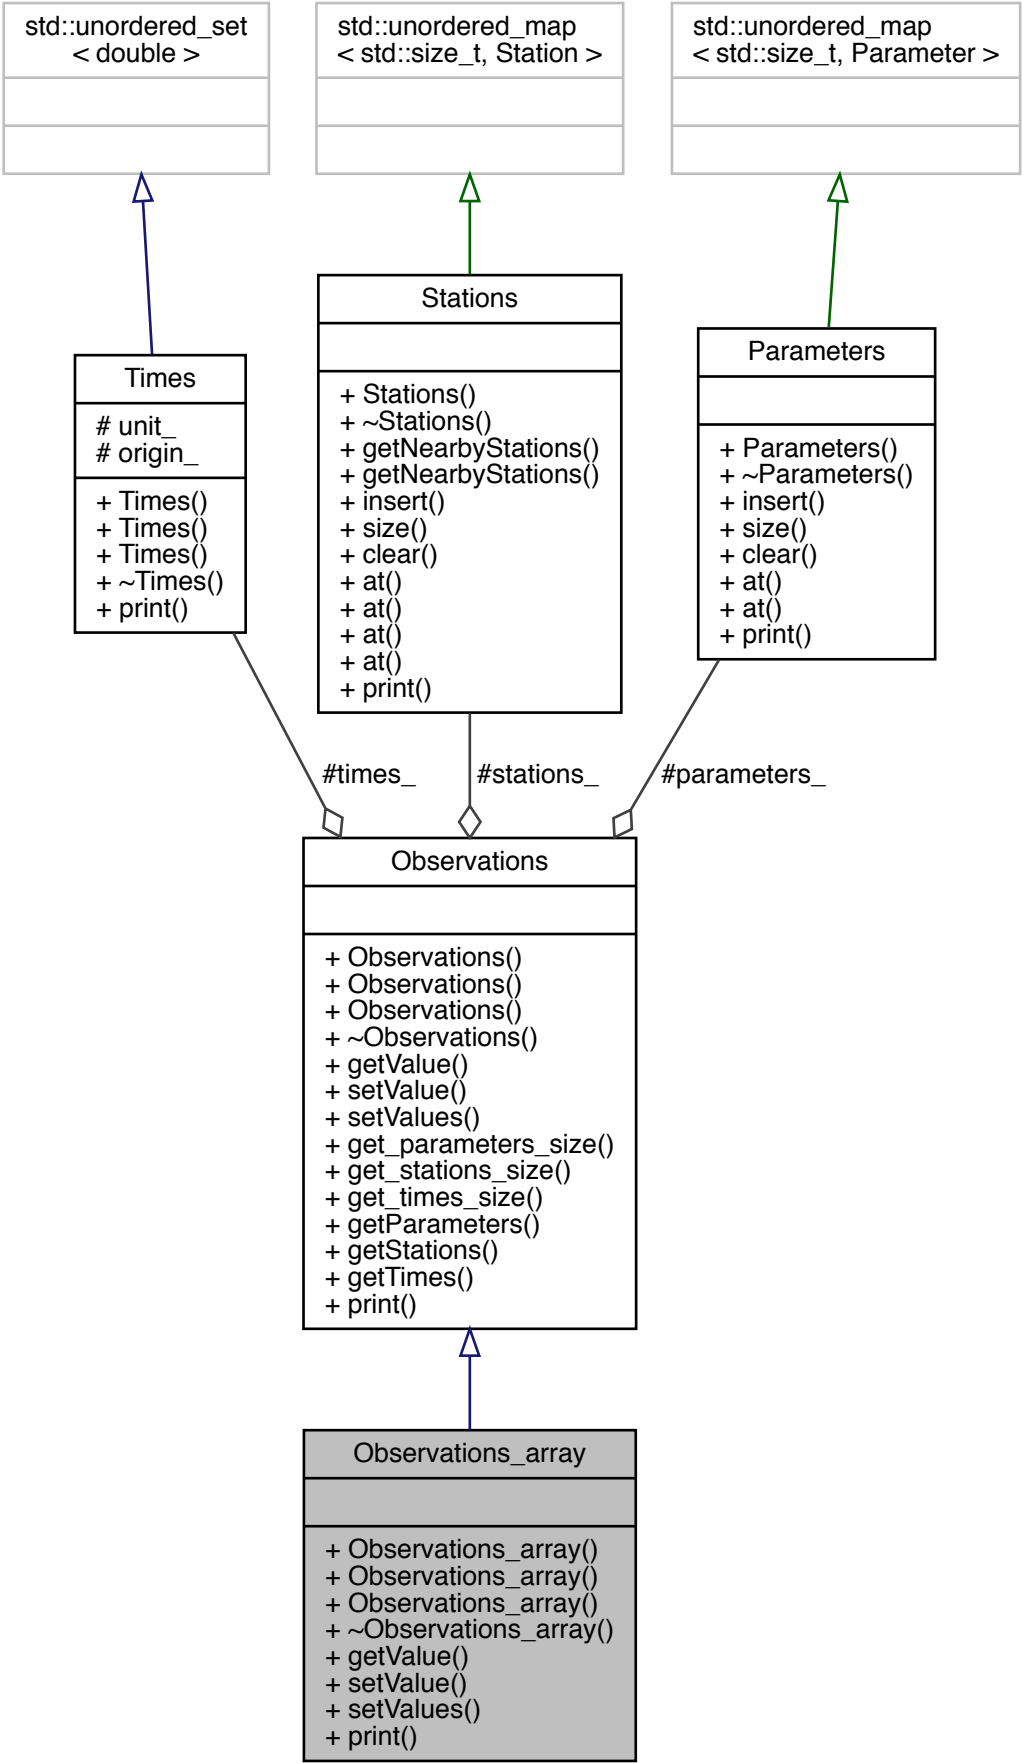 std::unordered_set
< double >
std::unordered_map
< std::size_t, Station >
std::unordered_map
< std::size_t, Parameter >
Stations
+ Stations()
+ ~Stations()
+ getNearbyStations()
+ getNearbyStations()
+ insert()
+ size()
+ clear()
+ at()
+ at()
+ at()
+ at()
+ print()
Parameters
+ Parameters()
+ ~Parameters()
+ insert()
+ size()
+ clear()
+ at()
+ at()
+ print()
Times
# unit_
# origin_
+ Times()
+ Times()
+ Times()
+ ~Times()
+ print()
#times_
#stations_
#parameters_
Observations
+ Observations()
+ Observations()
+ Observations()
+ ~Observations()
+ getValue()
+ setValue()
+ setValues()
+ get_parameters_size()
+ get_stations_size()
+ get_times_size()
+ getParameters()
+ getStations()
+ getTimes()
+ print()
Observations_array
+ Observations_array()
+ Observations_array()
+ Observations_array()
+ ~Observations_array()
+ getValue()
+ setValue()
+ setValues()
+ print()